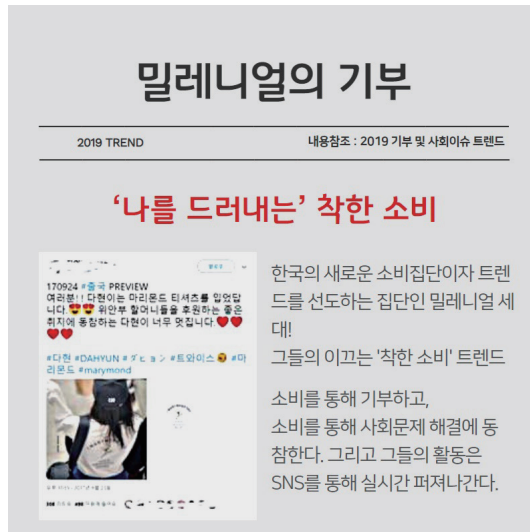 밀레니얼의 기부
2019 TREND
내용참조 : 2019 기부 및 사회이슈 트렌드
‘나를 드러내는’ 착한 소비
170924 #출국 PREVIEW
여러분!! 다현이는 마리몬드 티셔츠를 입었답
니다.😍😍 위안부 할머니들을 후원하는 좋은
취지에 동참하는 다현이 너무 멋집니다.❤❤
❤❤
#다현 #DAHYUN #ダヒョン #트와이스 #마
리몬드 #marymond
한국의 새로운 소비집단이자 트렌
드를 선도하는 집단인 밀레니얼 세
대!
그들의 이끄는 '착한 소비' 트렌드
소비를 통해 기부하고,
소비를 통해 사회문제 해결에 동
참한다. 그리고 그들의 활동은
SNS를 통해 실시간 퍼져나간다.